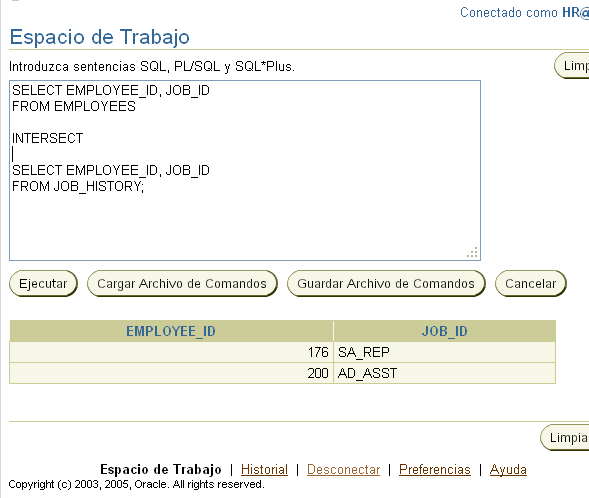 Conectado como HR@
Espacio de Trabajo
Introduzca sentencias SQL, PL/SQL y SQL*Plus.
Limp
SELECT EMPLOYEE_ID, JOB_ID
FROM EMPLOYEES
INTERSECT
SELECT EMPLOYEE_ID, JOB_ID
FROM JOB_HISTORY;
Ejecutar Cargar Archivo de Comandos Guardar Archivo de Comandos Cancelar
EMPLOYEE_ID JOB_ID
176 SA_REP
200 AD_ASST
Limpia
Espacio de Trabajo | Historial | Desconectar | Preferencias | Ayuda
Copyright (c) 2003, 2005, Oracle. All rights reserved.